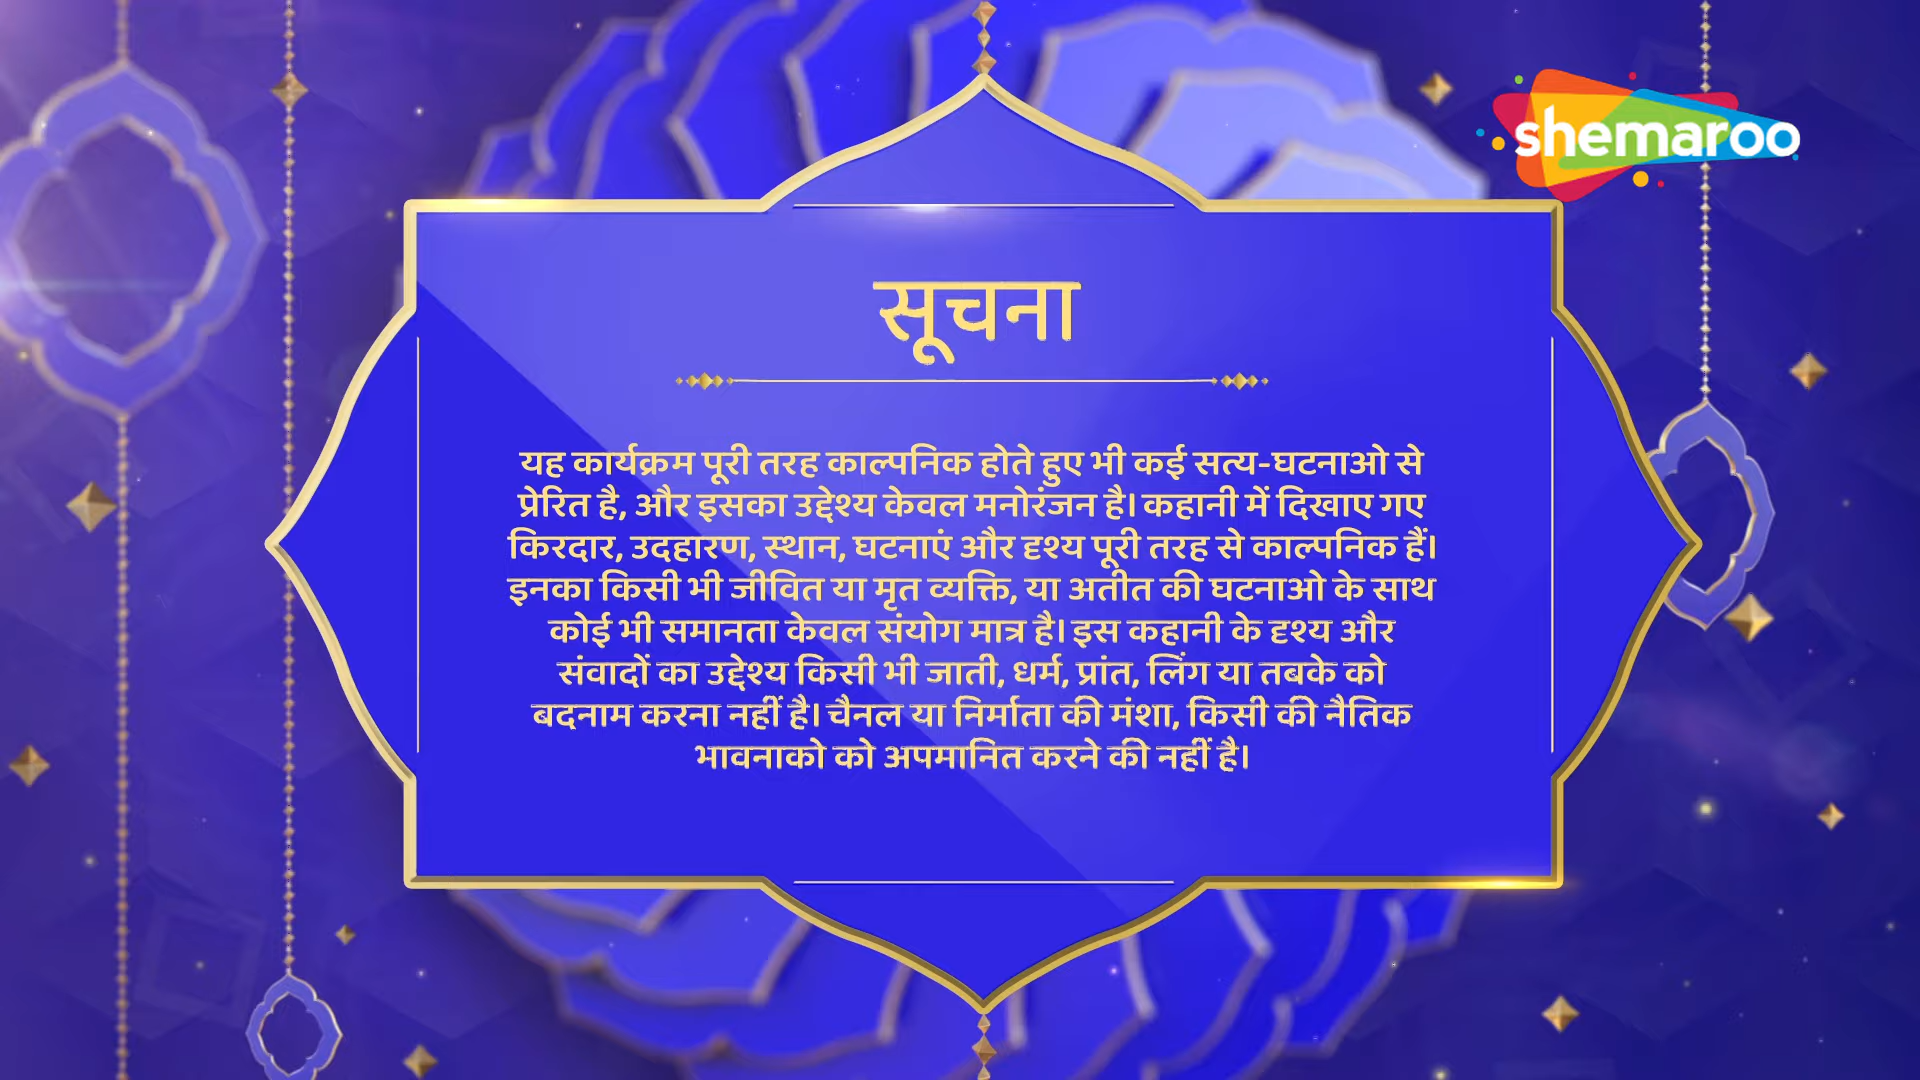 shemaroo
सूचना
यह कार्यक्रम पूरी तरह काल्पनिक होते हुए भी कई सत्य-घटनाओ से
प्रेरित है, और इसका उद्देश्य केवल मनोरंजन है। कहानी में दिखाए गए
किरदार, उदहारण, स्थान, घटनाएं और दृश्य पूरी तरह से काल्पनिक हैं।
इनका किसी भी जीवित या मृत व्यक्ति, या अतीत की घटनाओ के साथ
कोई भी समानता केवल संयोग मात्र है। इस कहानी के दृश्य और
संवादों का उद्देश्य किसी भी जाती, धर्म, प्रांत, लिंग या तबके को
बदनाम करना नहीं है। चैनल या निर्माता की मंशा, किसी की नैतिक
भावनाको को अपमानित करने की नहीं है।